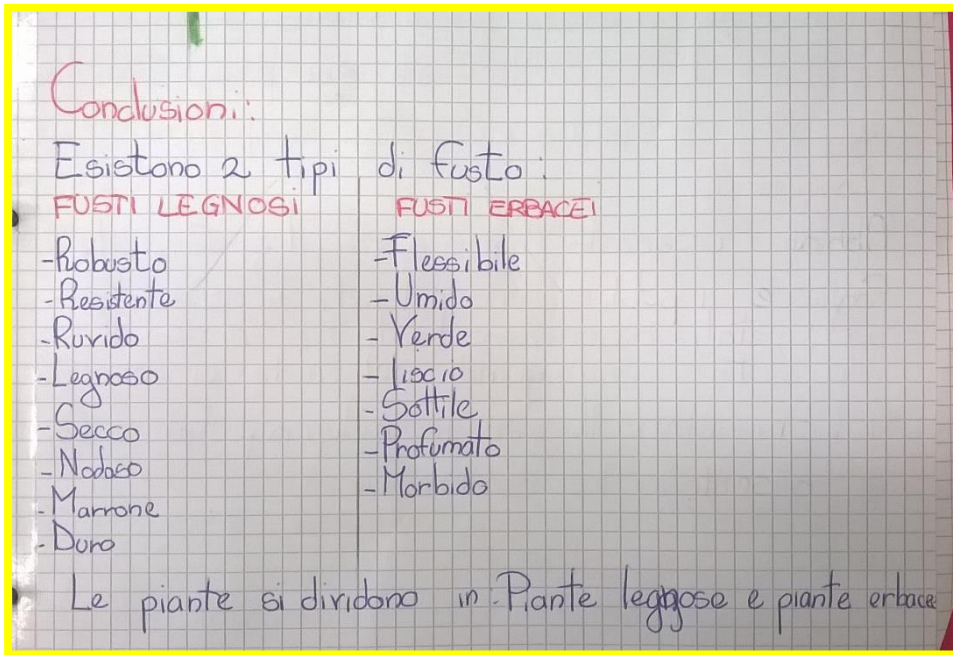 Conclusioni:
Esistono 2 tipi di fusto:
FUSTI LEGNOSI
-Robusto
-Resistente
-Ruvido
-Legnoso
-Secco
-Nodoso
-Marrone
-Duro
FUSTI ERBACEI
-Flessibile
-Umido
-Verde
-liscio
-Sottile
-Profumato
-Morbido
Le piante si dividono in Piante legnose e piante erbace